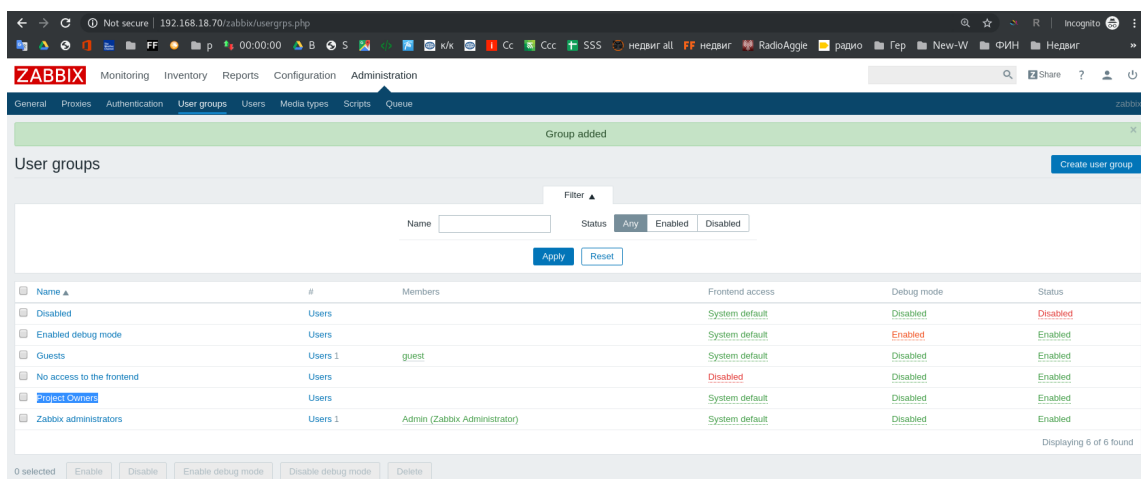 Not secure | 192.168.18.70/zabbix/usergrps.php R Incognito
FF p 00:00:00 B S к/к Cc Ccc SSS недвиг all FF недвиг RadioAggie радио Гер New-W ФИН Недвиг »
ZABBIX Monitoring Inventory Reports Configuration Administration Z Share ?
General Proxies Authentication User groups Users Media types Scripts Queue zabbix
Group added
User groups Create user group
Filter ▲
Name Status Any Enabled Disabled
Apply Reset
Name ▲ # Members Frontend access Debug mode Status
Disabled Users System default Disabled Disabled
Enabled debug mode Users System default Enabled Enabled
Guests Users 1 guest System default Disabled Enabled
No access to the frontend Users Disabled Disabled Enabled
Project Owners Users System default Disabled Enabled
Zabbix administrators Users 1 Admin (Zabbix Administrator) System default Disabled Enabled
Displaying 6 of 6 found
0 selected Enable Disable Enable debug mode Disable debug mode Delete